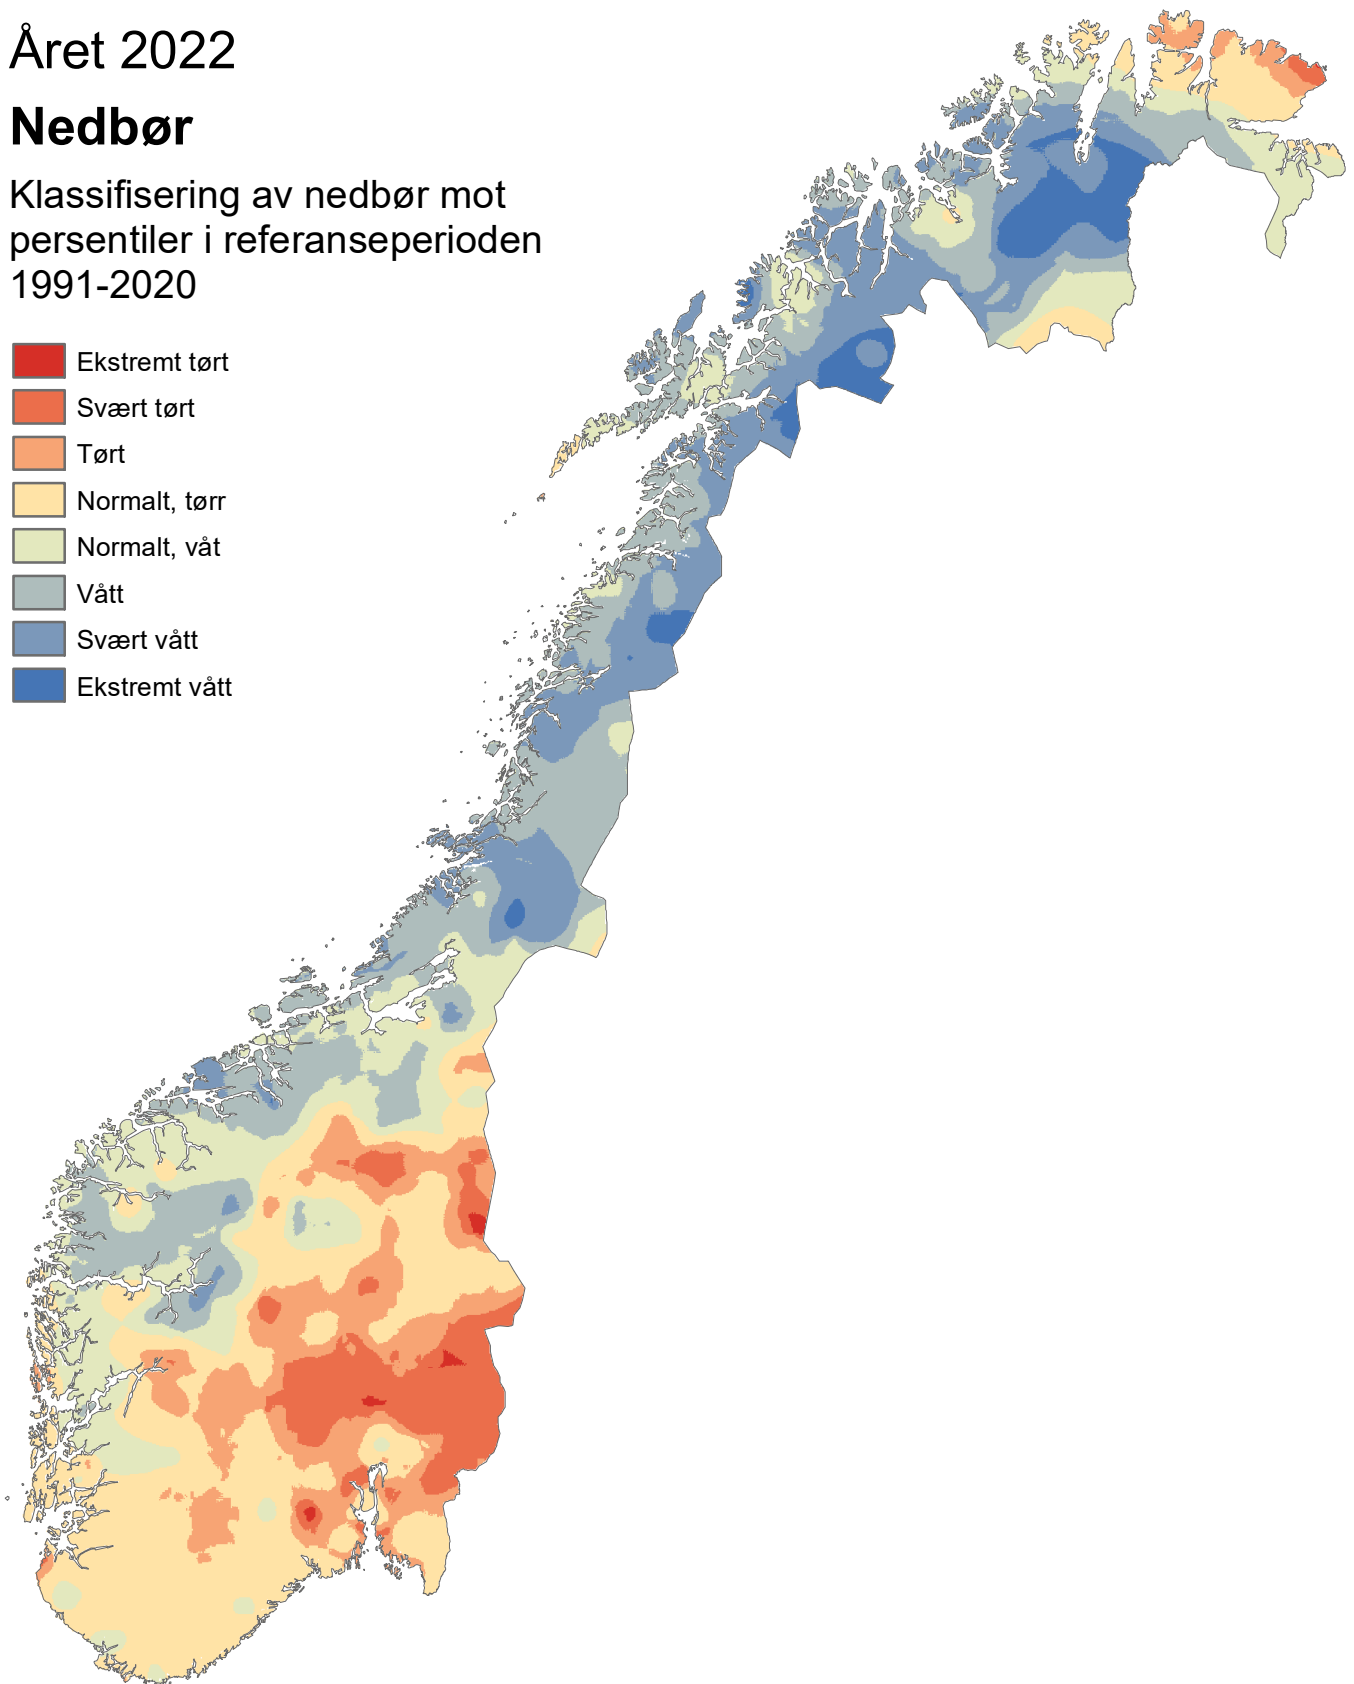 Året 2022
Nedbør
Klassifisering av nedbør mot
persentiler i referanseperioden
1991-2020
Ekstremt tørt
Svært tørt
Tørt
Normalt, tørr
Normalt, våt
Vått
Svært vått
Ekstremt vått